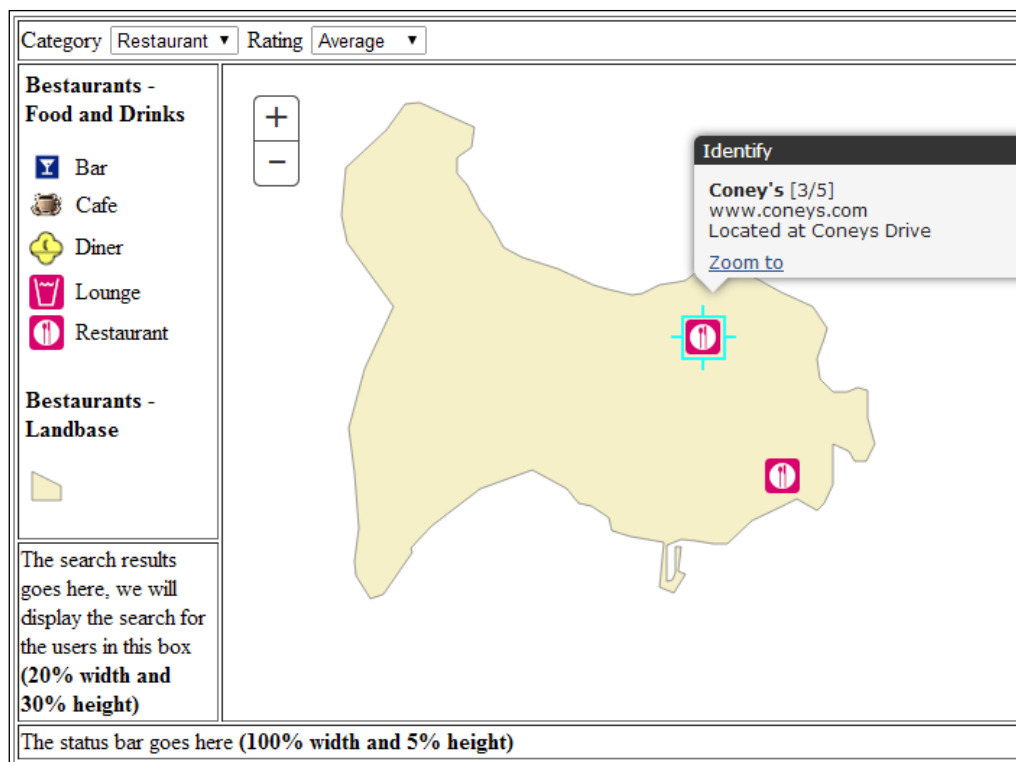 Category Restaurant ▼ Rating Average ▼
Bestaurants -
Food and Drinks
Bar
Cafe
Diner
Lounge
Restaurant
Bestaurants -
Landbase
The search results
goes here, we will
display the search for
the users in this box
(20% width and
30% height)
+
−
Identify
Coney's [3/5]
www.coneys.com
Located at Coneys Drive
Zoom to
The status bar goes here (100% width and 5% height)